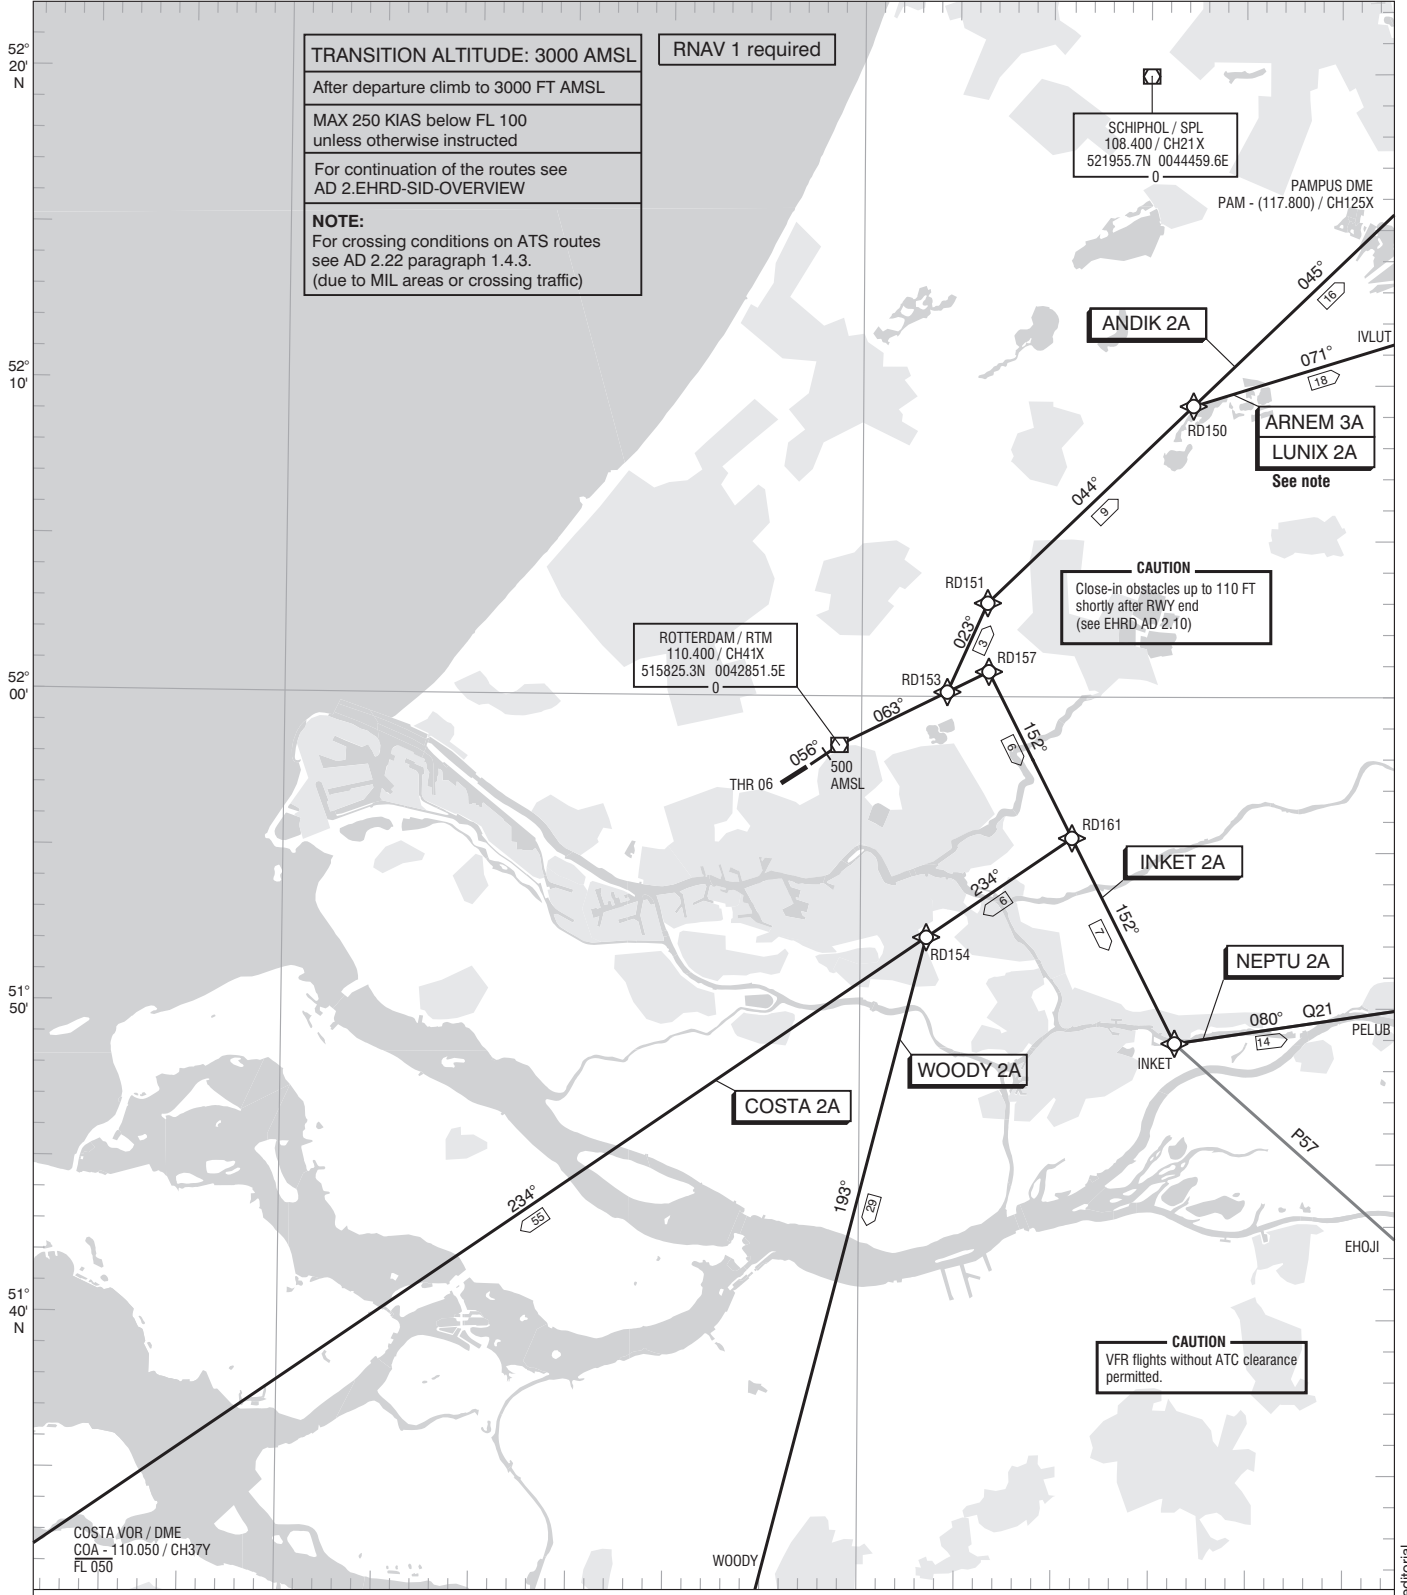 52°
20'
N
TRANSITION ALTITUDE: 3000 AMSL
After departure climb to 3000 FT AMSL
MAX 250 KIAS below FL 100
unless otherwise instructed
For continuation of the routes see
AD 2.EHRD-SID-OVERVIEW
NOTE:
For crossing conditions on ATS routes
see AD 2.22 paragraph 1.4.3.
(due to MIL areas or crossing traffic)
RNAV 1 required
SCHIPHOL / SPL
108.400 / CH21X
521955.7N 0044459.6E
0
PAMPUS DME
PAM - (117.800) / CH125X
045°
16
ANDIK 2A
IVLUT
071°
18
52°
10'
RD150
ARNEM 3A
LUNIX 2A
See note
044°
9
CAUTION
Close-in obstacles up to 110 FT
shortly after RWY end
(see EHRD AD 2.10)
RD151
023°
3
ROTTERDAM / RTM
110.400 / CH41X
515825.3N 0042851.5E
0
RD157
RD153
52°
00'
063°
056°
500
AMSL
THR 06
152°
6
RD161
INKET 2A
234°
6
152°
7
RD154
NEPTU 2A
51°
50'
080°
Q21
14
PELUB
INKET
WOODY 2A
COSTA 2A
P57
234°
55
193°
29
EHOJI
51°
40'
N
CAUTION
VFR flights without ATC clearance
permitted.
COSTA VOR / DME
COA - 110.050 / CH37Y
FL 050
WOODY
editorial